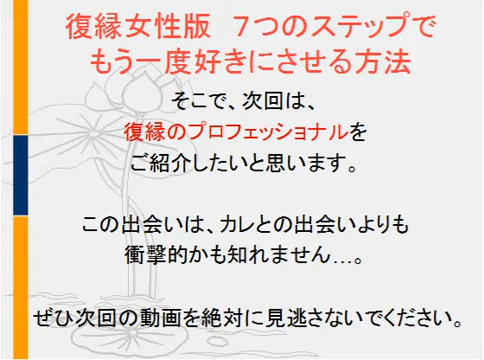 復縁女性版　７つのステップで
もう一度好きにさせる方法
そこで、次回は、
復縁のプロフェッショナルを
ご紹介したいと思います。
この出会いは、カレとの出会いよりも
衝撃的かも知れません…。
ぜひ次回の動画を絶対に見逃さないでください。